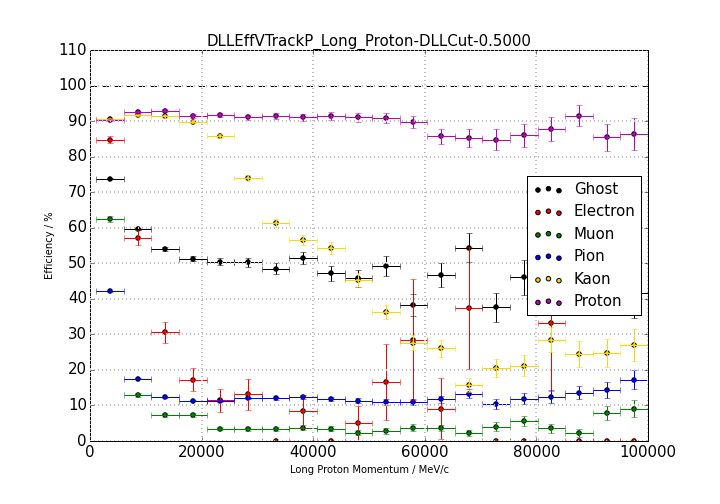 DLLEffVTrackP_Long_Proton-DLLCut-0.5000
110
100
90
80
70
60
50
40
30
20
10
0
Efficiency / %
Ghost
Electron
Muon
Pion
Kaon
Proton
0 20000 40000 60000 80000 100000
Long Proton Momentum / MeV/c